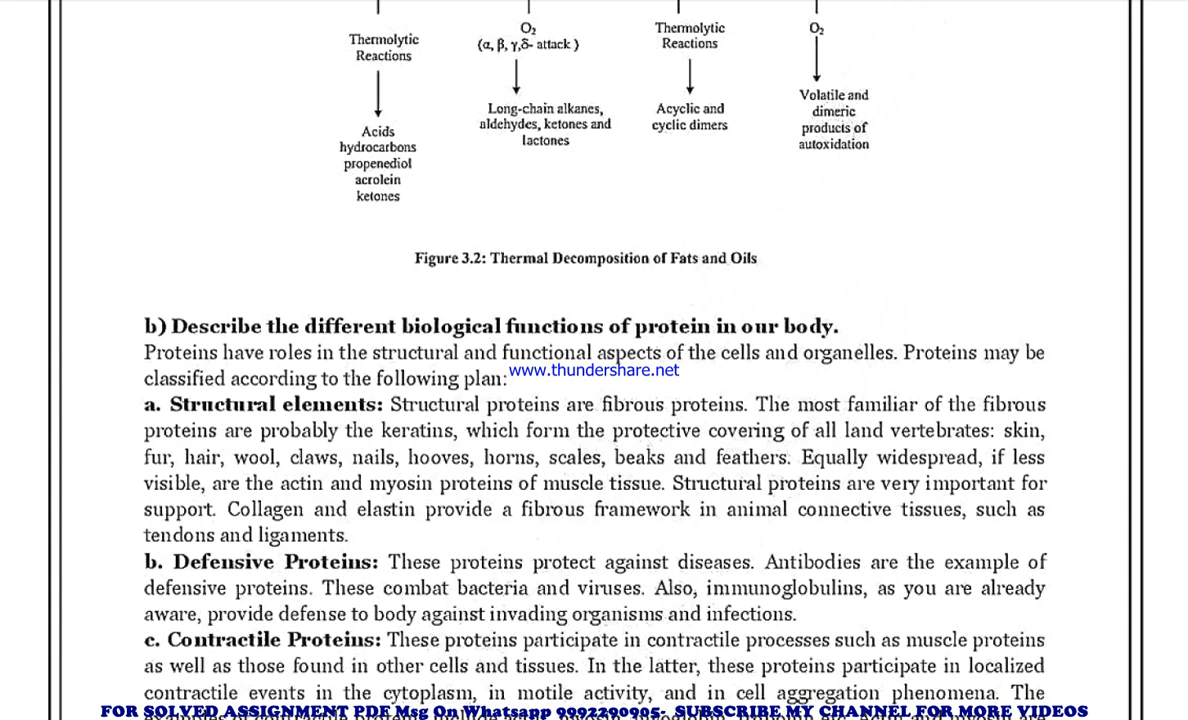 Thermolytic
Reactions
Acids
hydrocarbons
propenediol
acrolein
ketones
O₂
(α, β, γ,δ- attack )
Long-chain alkanes,
aldehydes, ketones and
lactones
Thermolytic
Reactions
Acyclic and
cyclic dimers
O₂
Volatile and
dimeric
products of
autoxidation
Figure 3.2: Thermal Decomposition of Fats and Oils
b) Describe the different biological functions of protein in our body.
Proteins have roles in the structural and functional aspects of the cells and organelles. Proteins may be
classified according to the following plan:
www.thundershare.net
a. Structural elements: Structural proteins are fibrous proteins. The most familiar of the fibrous
proteins are probably the keratins, which form the protective covering of all land vertebrates: skin,
fur, hair, wool, claws, nails, hooves, horns, scales, beaks and feathers. Equally widespread, if less
visible, are the actin and myosin proteins of muscle tissue. Structural proteins are very important for
support. Collagen and elastin provide a fibrous framework in animal connective tissues, such as
tendons and ligaments.
b. Defensive Proteins: These proteins protect against diseases. Antibodies are the example of
defensive proteins. These combat bacteria and viruses. Also, immunoglobulins, as you are already
aware, provide defense to body against invading organisms and infections.
c. Contractile Proteins: These proteins participate in contractile processes such as muscle proteins
as well as those found in other cells and tissues. In the latter, these proteins participate in localized
contractile events in the cytoplasm, in motile activity, and in cell aggregation phenomena. The
FOR SOLVED ASSIGNMENT PDF Msg On Whatsapp 9992290905- SUBSCRIBE MY CHANNEL FOR MORE VIDEOS